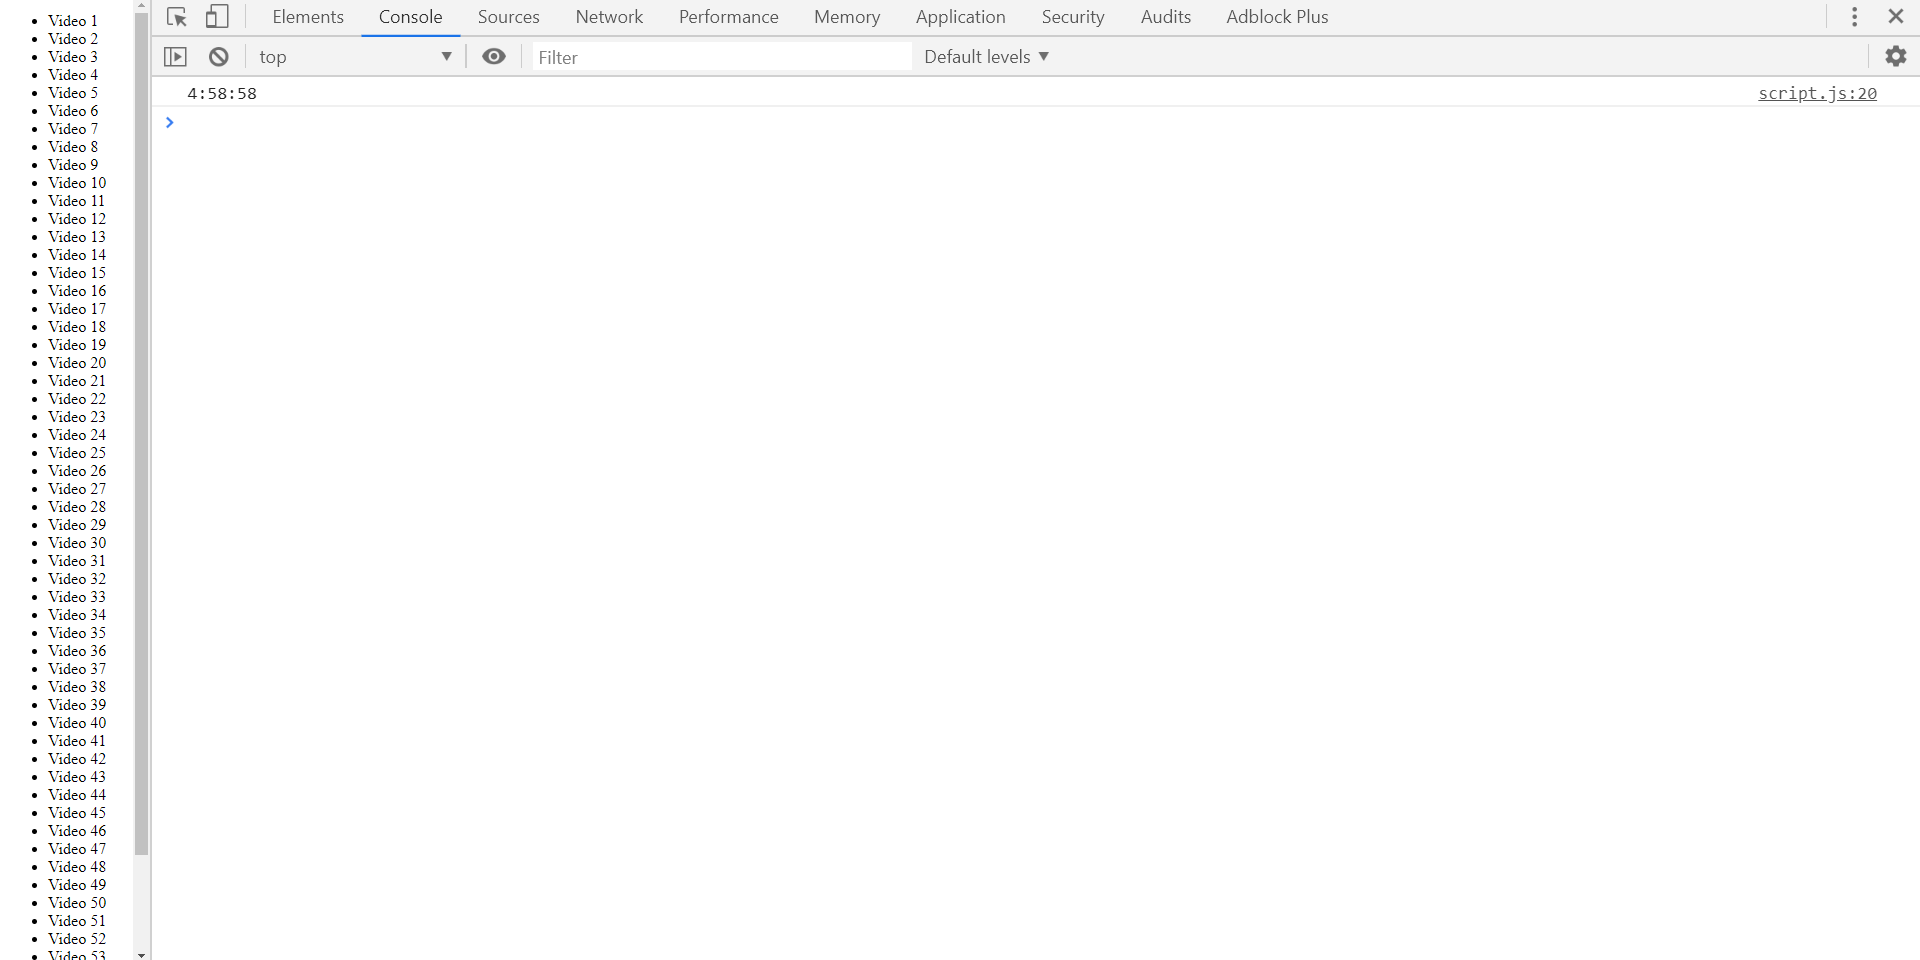 Video 1
Video 2
Video 3
Video 4
Video 5
Video 6
Video 7
Video 8
Video 9
Video 10
Video 11
Video 12
Video 13
Video 14
Video 15
Video 16
Video 17
Video 18
Video 19
Video 20
Video 21
Video 22
Video 23
Video 24
Video 25
Video 26
Video 27
Video 28
Video 29
Video 30
Video 31
Video 32
Video 33
Video 34
Video 35
Video 36
Video 37
Video 38
Video 39
Video 40
Video 41
Video 42
Video 43
Video 44
Video 45
Video 46
Video 47
Video 48
Video 49
Video 50
Video 51
Video 52
Video 53
Elements Console Sources Network Performance Memory Application Security Audits Adblock Plus
top Filter Default levels
4:58:58 script.js:20